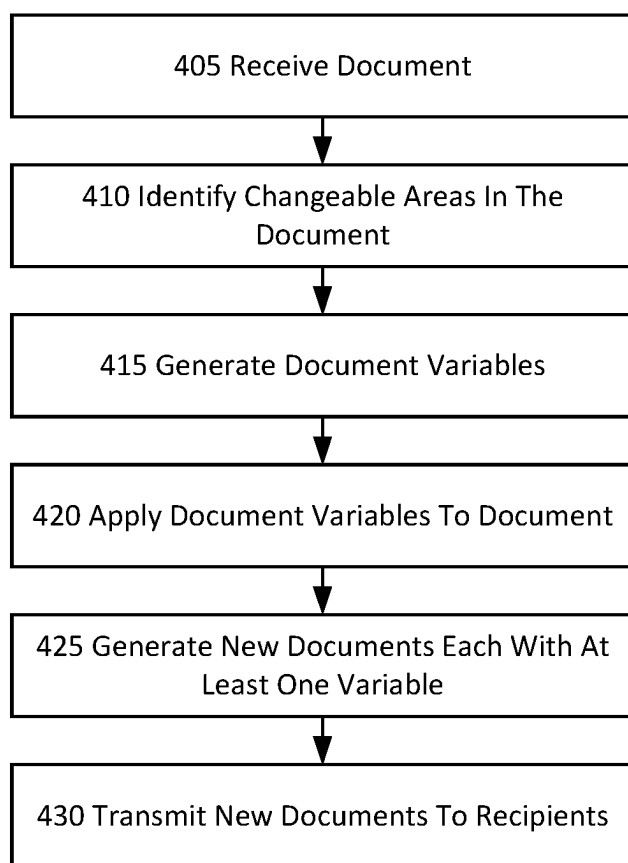 405 Receive Document
410 Identify Changeable Areas In The
Document
415 Generate Document Variables
420 Apply Document Variables To Document
425 Generate New Documents Each With At
Least One Variable
430 Transmit New Documents To Recipients